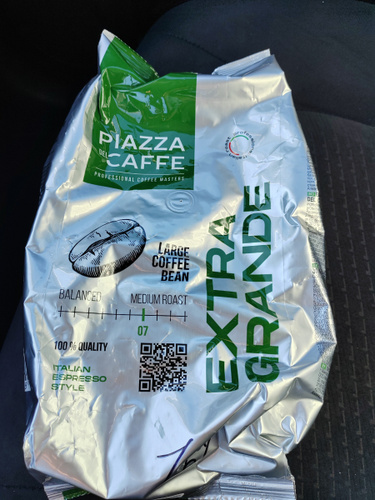 PIAZZA
DEL
CAFFE
PROFESSIONAL COFFEE MASTERS
EXTRA
GRANDE
LARGE
COFFEE
BEAN
BALANCED
MEDIUM ROAST
07
100 % QUALITY
ITALIAN
ESPRESSO
STYLE